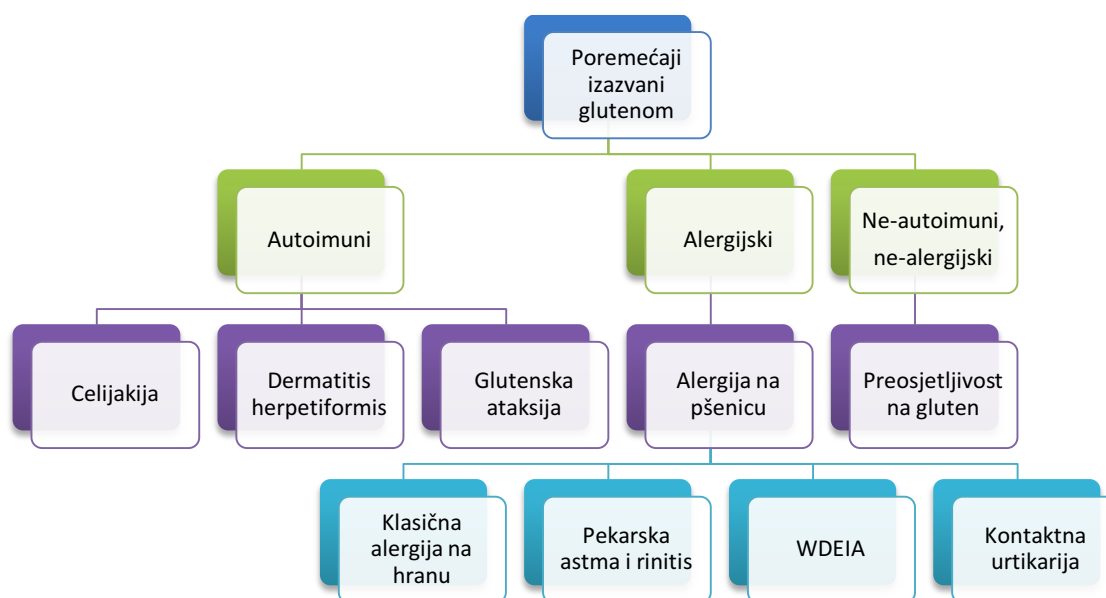 Poremećaji
izazvani
glutenom
Autoimuni
Alergijski
Ne-autoimuni,
ne-alergijski
Celijakija
Dermatitis
herpetiformis
Glutenska
ataksija
Alergija na
pšenicu
Preosjetljivost
na gluten
Klasična
alergija na
hranu
Pekarska
astma i rinitis
WDEIA
Kontaktna
urtikarija